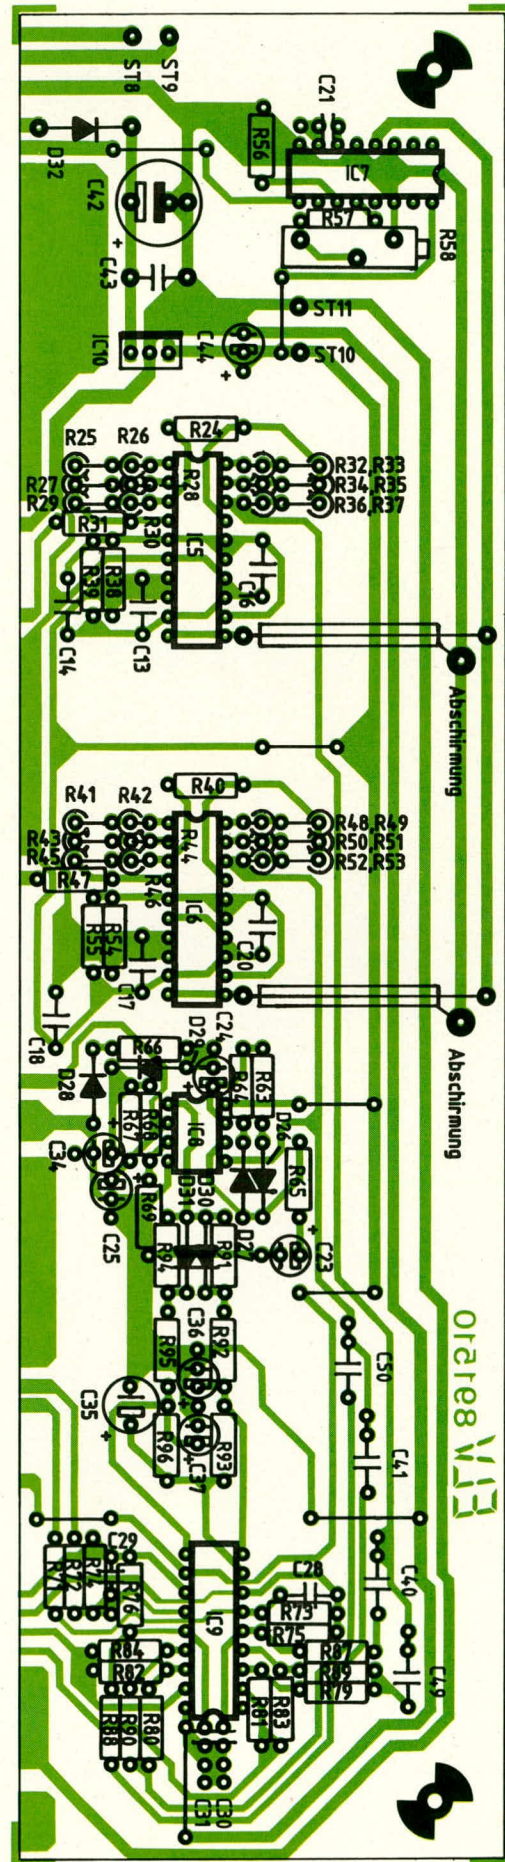 ST8
ST9
D32
C21
R56
IC7
C42
R57
R58
C43
+
ST11
IC10
C44
ST10
+
R24
R25
R26
R28
R32,R33
R27
R34,R35
R29
R36,R37
R31
R30
IC5
R39
R38
C16
C14
C13
Abschirmung
R40
R41
R42
R44
R48,R49
R50,R51
R52,R53
R47
R46
IC6
R55
R54
C20
C17
C18
Abschirmung
R66
D29
C24
D28
R64
R63
R67
R68
IC8
D26
+
C34
R65
C25
+
R69
D31
D30
D27
+
C23
R94
R91
R95
C36
R92
C50
C35
+
R96
+
C37
R93
C41
ELV 895110
R71
R72
R74
C29
R76
C28
C40
IC9
R73
R75
R84
R82
R87
R89
R79
C49
R88
R90
R80
R81
R83
C31
C30